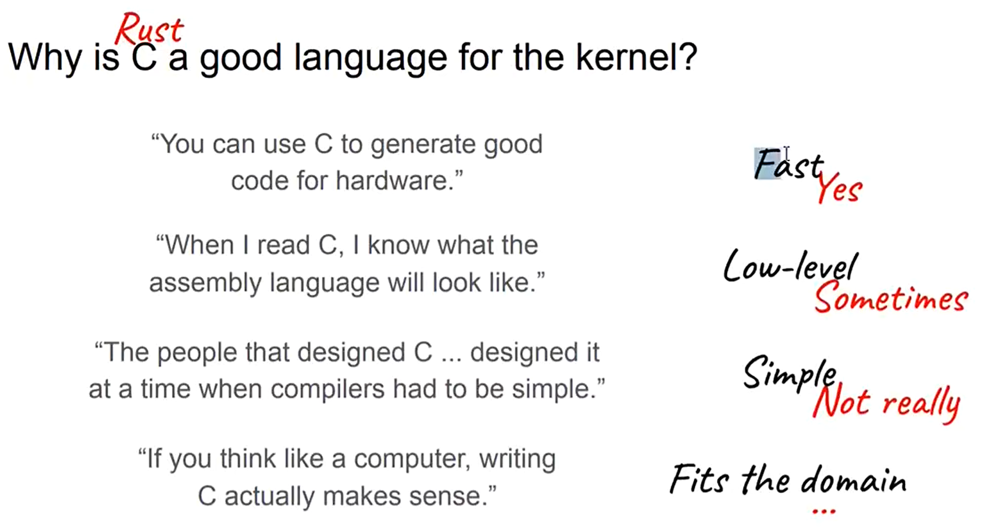 Rust
Why is C a good language for the kernel?
“You can use C to generate good
code for hardware.”
Fast
Yes
“When I read C, I know what the
assembly language will look like.”
Low-level
Sometimes
“The people that designed C ... designed it
at a time when compilers had to be simple.”
Simple
Not really
“If you think like a computer, writing
C actually makes sense.”
Fits the domain
...